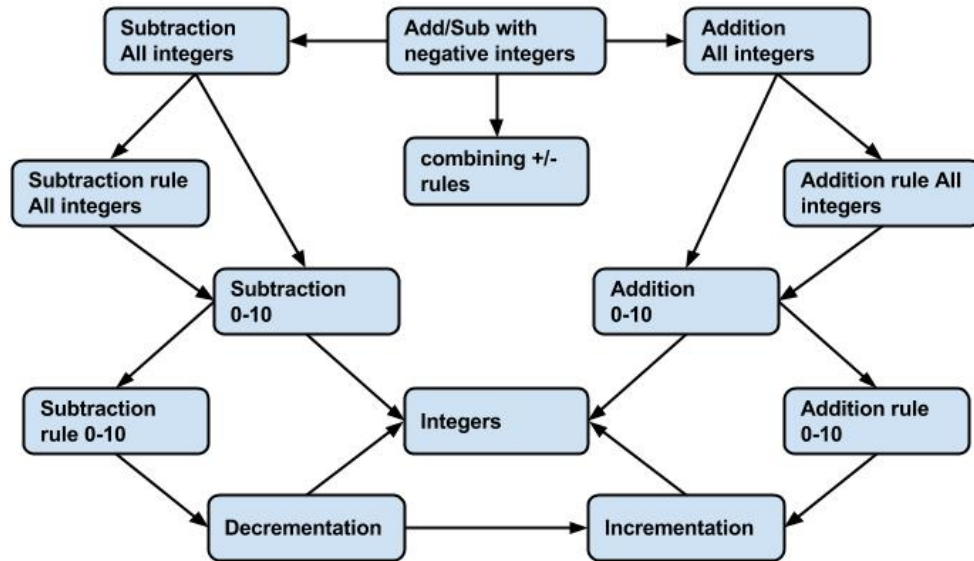 Subtraction
All integers
Add/Sub with
negative integers
Addition
All integers
combining +/-
rules
Subtraction rule
All integers
Addition rule All
integers
Subtraction
0-10
Addition
0-10
Subtraction
rule 0-10
Integers
Addition rule
0-10
Decrementation
Incrementation